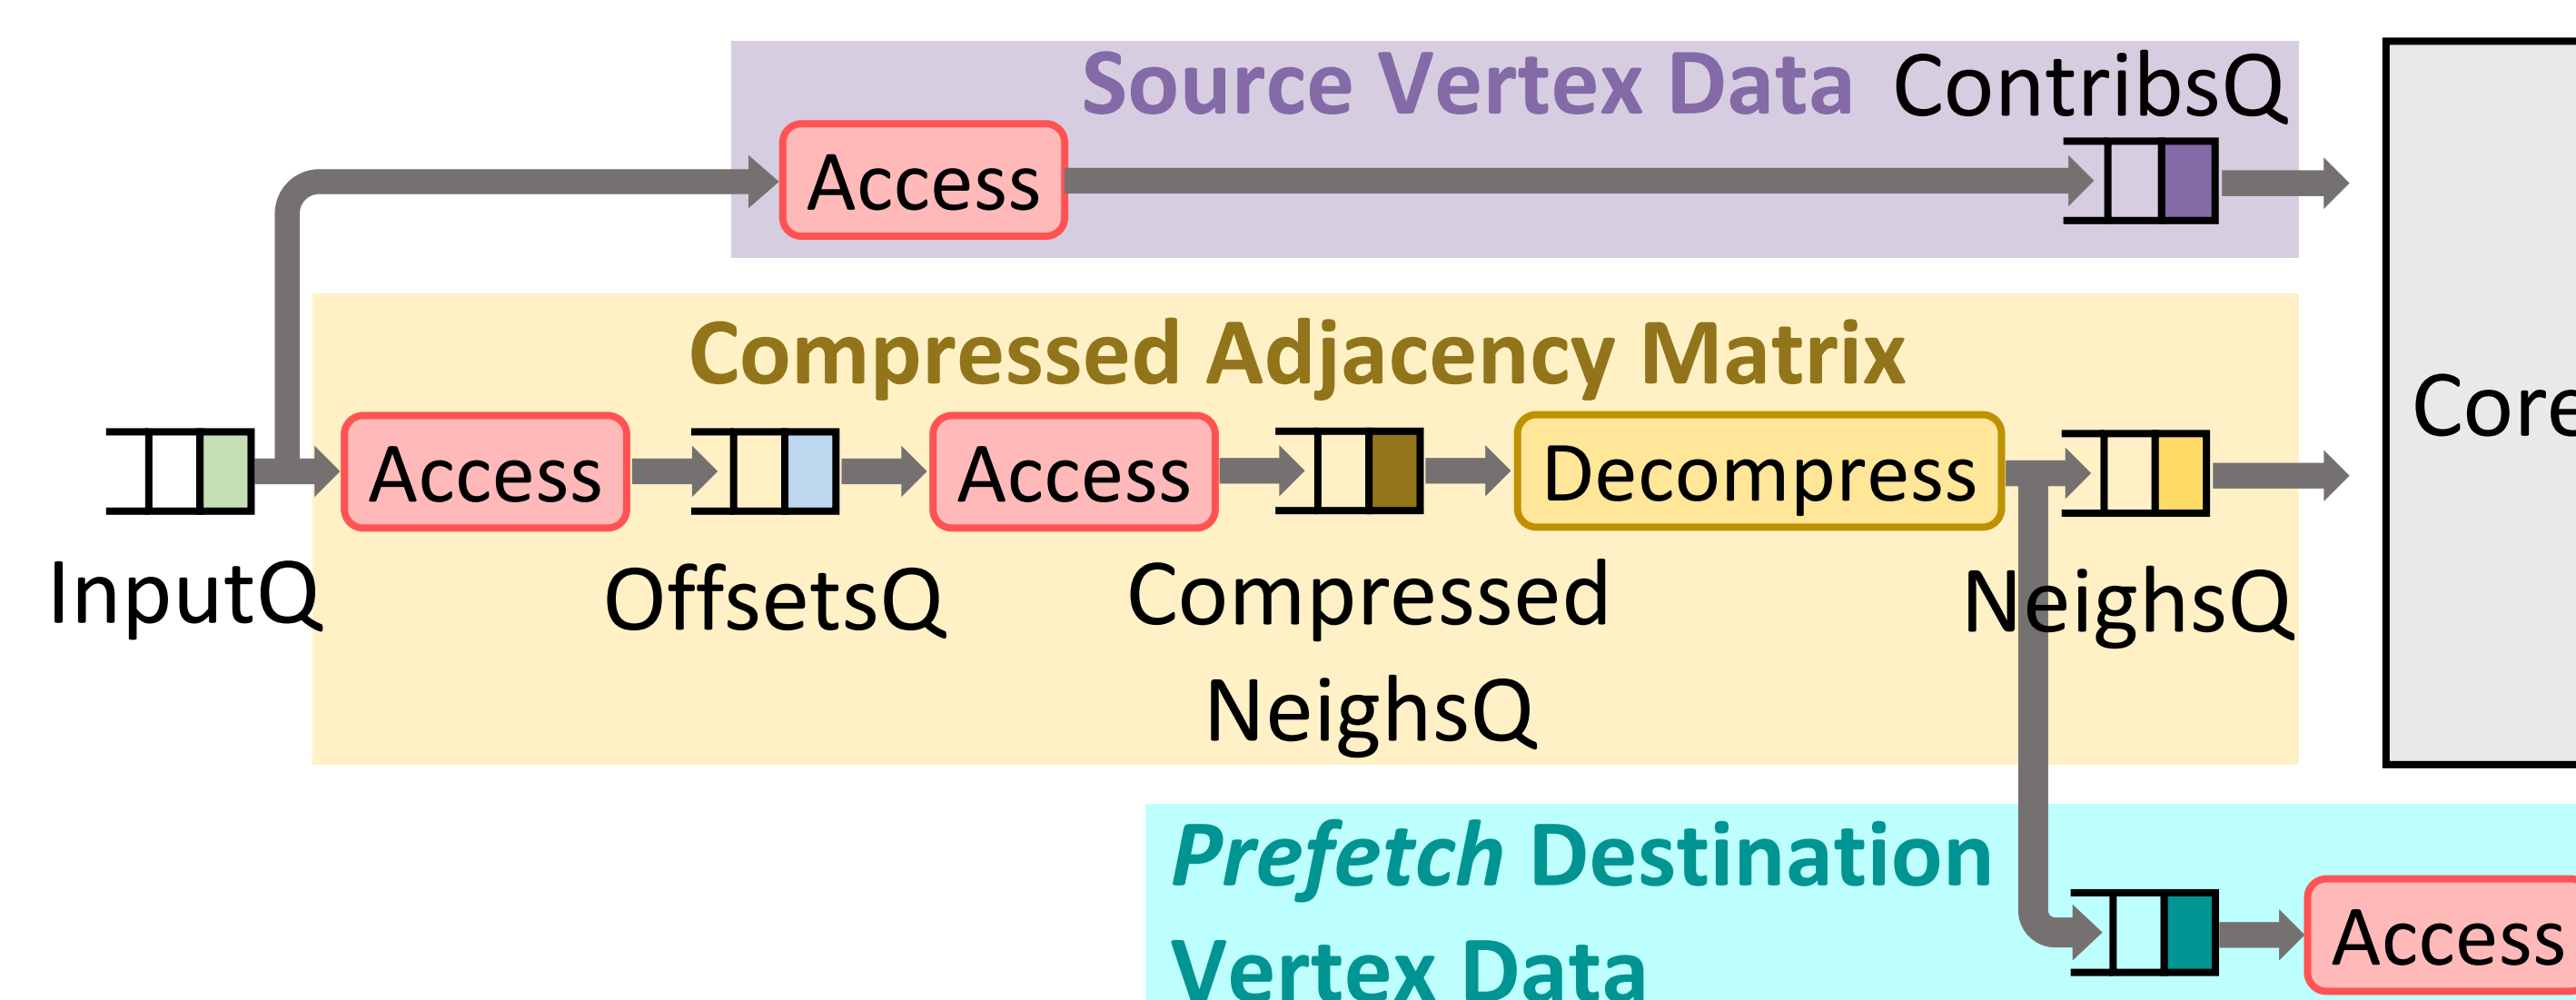 Source Vertex Data
ContribsQ
Access
Compressed Adjacency Matrix
Access
Access
Decompress
InputQ
OffsetsQ
Compressed
NeighsQ
NeighsQ
Core
Prefetch Destination
Vertex Data
Access